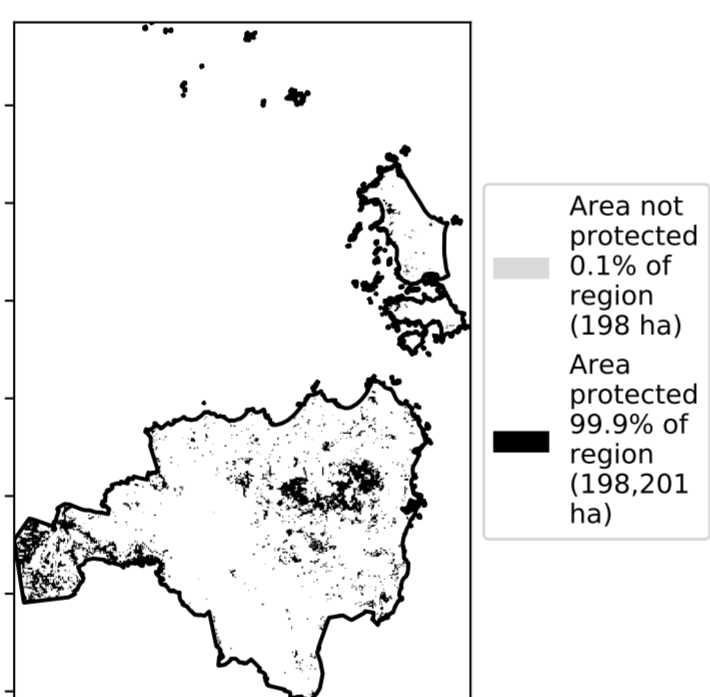 Area not
protected
0.1% of
region
(198 ha)
Area
protected
99.9% of
region
(198,201
ha)